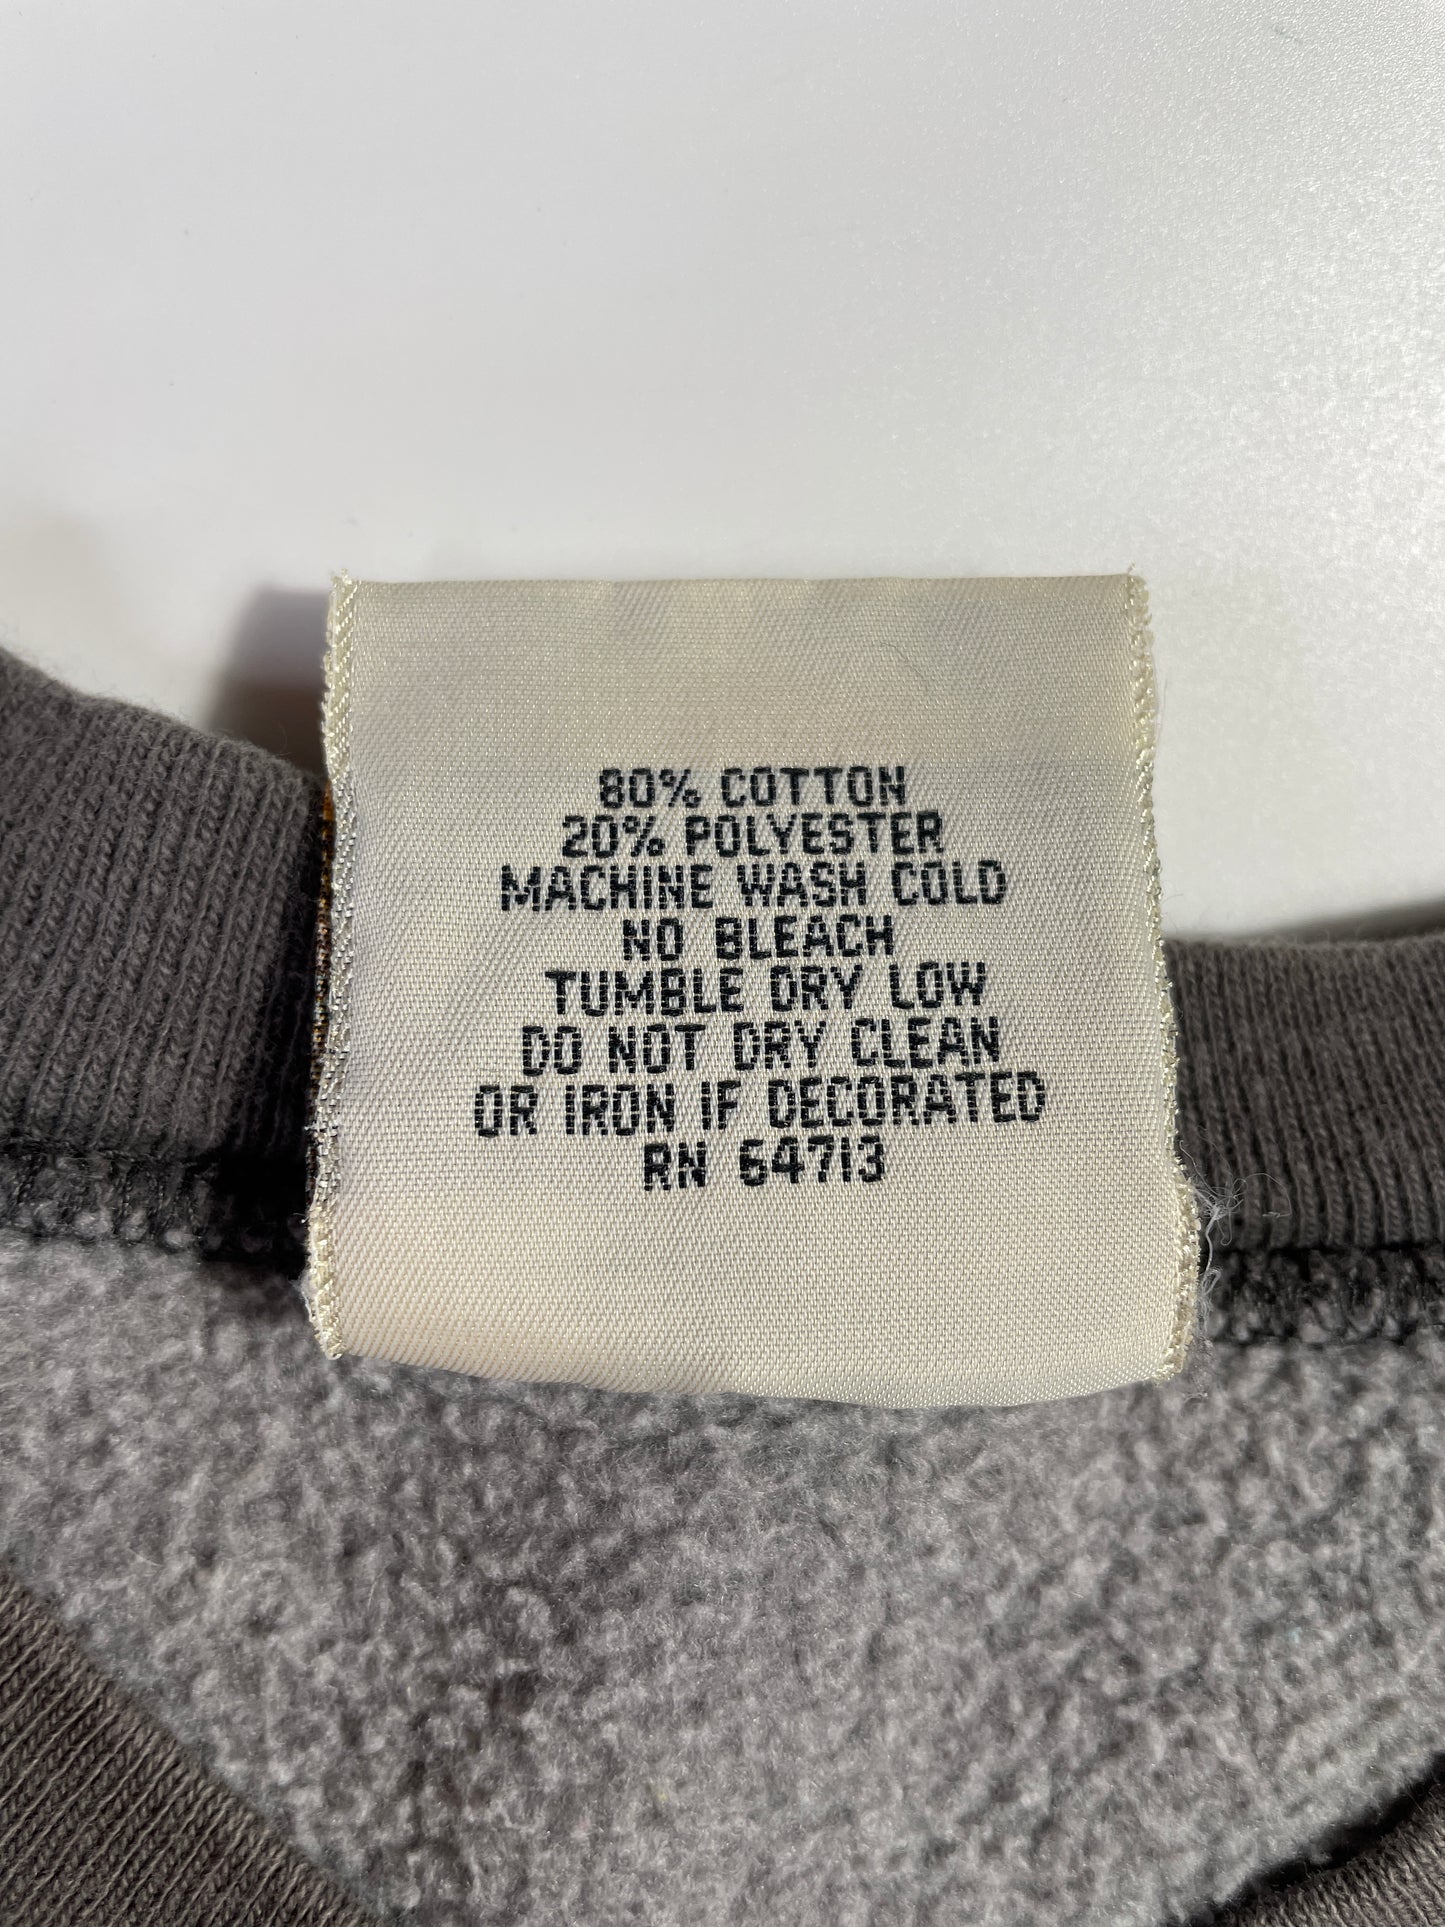 80% COTTON
20% POLYESTER
MACHINE WASH COLD
NO BLEACH
TUMBLE DRY LOW
DO NOT DRY CLEAN
OR IRON IF DECORATED
RN 64713